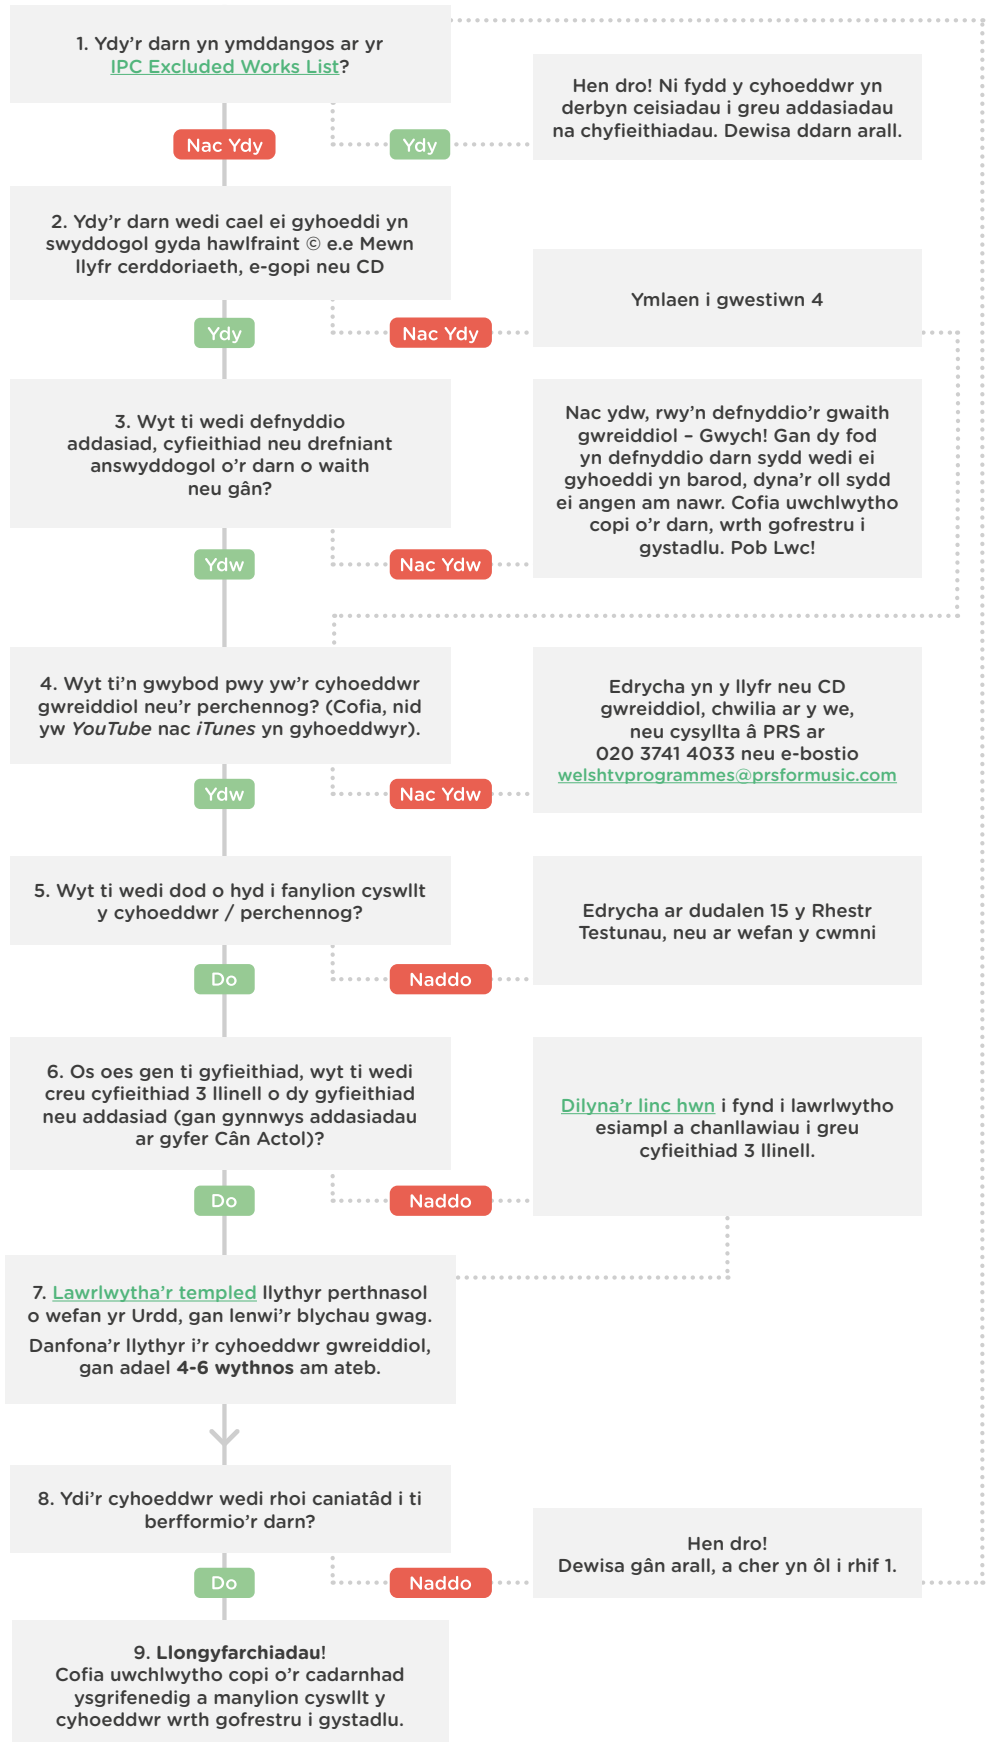 1. Ydy’r darn yn ymddangos ar yr
IPC Excluded Works List?
Nac Ydy
Ydy
Hen dro! Ni fydd y cyhoeddwr yn
derbyn ceisiadau i greu addasiadau
na chyfieithiadau. Dewisa ddarn arall.
2. Ydy’r darn wedi cael ei gyhoeddi yn
swyddogol gyda hawlfraint © e.e Mewn
llyfr cerddoriaeth, e-gopi neu CD
Ydy
Nac Ydy
Ymlaen i gwestiwn 4
3. Wyt ti wedi defnyddio
addasiad, cyfieithiad neu drefniant
answyddogol o’r darn o waith
neu gân?
Ydw
Nac Ydw
Nac ydw, rwy’n defnyddio’r gwaith
gwreiddiol – Gwych! Gan dy fod
yn defnyddio darn sydd wedi ei
gyhoeddi yn barod, dyna’r oll sydd
ei angen am nawr. Cofia uwchlwytho
copi o’r darn, wrth gofrestru i
gystadlu. Pob Lwc!
4. Wyt ti’n gwybod pwy yw’r cyhoeddwr
gwreiddiol neu’r perchennog? (Cofia, nid
yw YouTube nac iTunes yn gyhoeddwyr).
Ydw
Nac Ydw
Edrycha yn y llyfr neu CD
gwreiddiol, chwilia ar y we,
neu cysyllta â PRS ar
020 3741 4033 neu e-bostio
welshtvprogrammes@prsformusic.com
5. Wyt ti wedi dod o hyd i fanylion cyswllt
y cyhoeddwr / perchennog?
Do
Naddo
Edrycha ar dudalen 15 y Rhestr
Testunau, neu ar wefan y cwmni
6. Os oes gen ti gyfieithiad, wyt ti wedi
creu cyfieithiad 3 llinell o dy gyfieithiad
neu addasiad (gan gynnwys addasiadau
ar gyfer Cân Actol)?
Do
Naddo
Dilyna’r linc hwn i fynd i lawrlwytho
esiampl a chanllawiau i greu
cyfieithiad 3 llinell.
7. Lawrlwytha’r templed llythyr perthnasol
o wefan yr Urdd, gan lenwi’r blychau gwag.
Danfona’r llythyr i’r cyhoeddwr gwreiddiol,
gan adael 4-6 wythnos am ateb.
8. Ydi’r cyhoeddwr wedi rhoi caniatâd i ti
berfformio’r darn?
Do
Naddo
Hen dro!
Dewisa gân arall, a cher yn ôl i rhif 1.
9. Llongyfarchiadau!
Cofia uwchlwytho copi o’r cadarnhad
ysgrifenedig a manylion cyswllt y
cyhoeddwr wrth gofrestru i gystadlu.